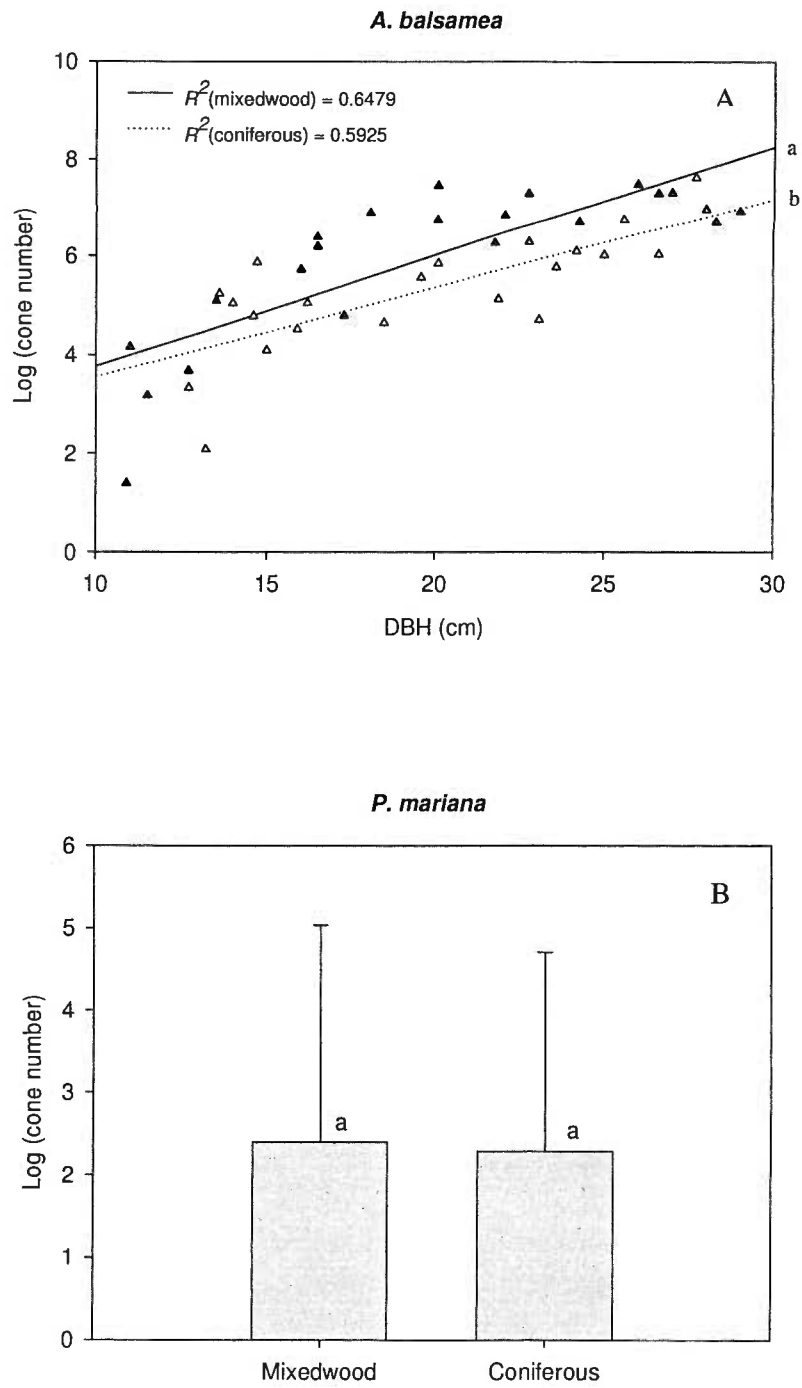 A. balsamea
10
R²(mixedwood) = 0.6479
R²(coniferous) = 0.5925
A
a
b
8
6
4
2
0
Log (cone number)
10 15 20 25 30
DBH (cm)
P. mariana
6
B
5
4
3
2
1
0
Log (cone number)
a
a
Mixedwood Coniferous